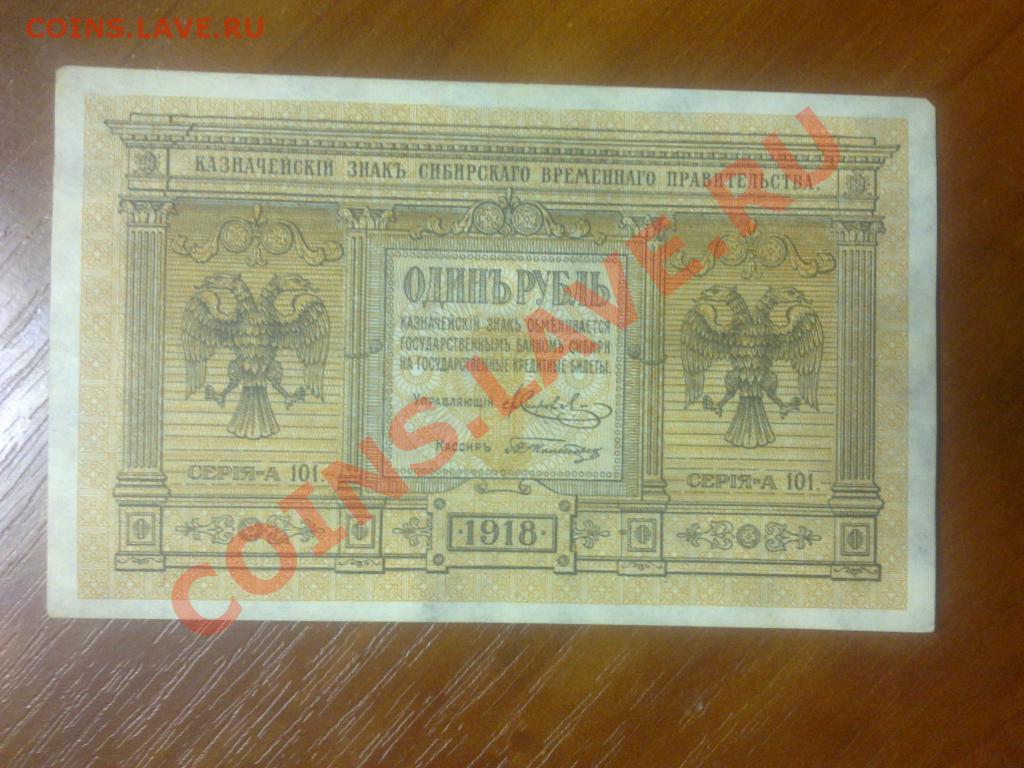 COINS.LAVE.RU
КАЗНАЧЕЙСКІЙ ЗНАКЪ СИБИРСКАГО ВРЕМЕННАГО ПРАВИТЕЛЬСТВА.
ОДИНЪ РУБЛЬ
КАЗНАЧЕЙСКІЙ ЗНАКЪ ОБМѢНИВАЕТСЯ
ГОСУДАРСТВЕННЫМЪ БАНКОМЪ СИБИРИ
НА ГОСУДАРСТВЕННЫЕ КРЕДИТНЫЕ БИЛЕТЫ.
УПРАВЛЯЮЩІЙ
КАССИРЪ
СЕРІЯ-А 101.
СЕРІЯ-А 101.
·1918·
COINS.LAVE.RU